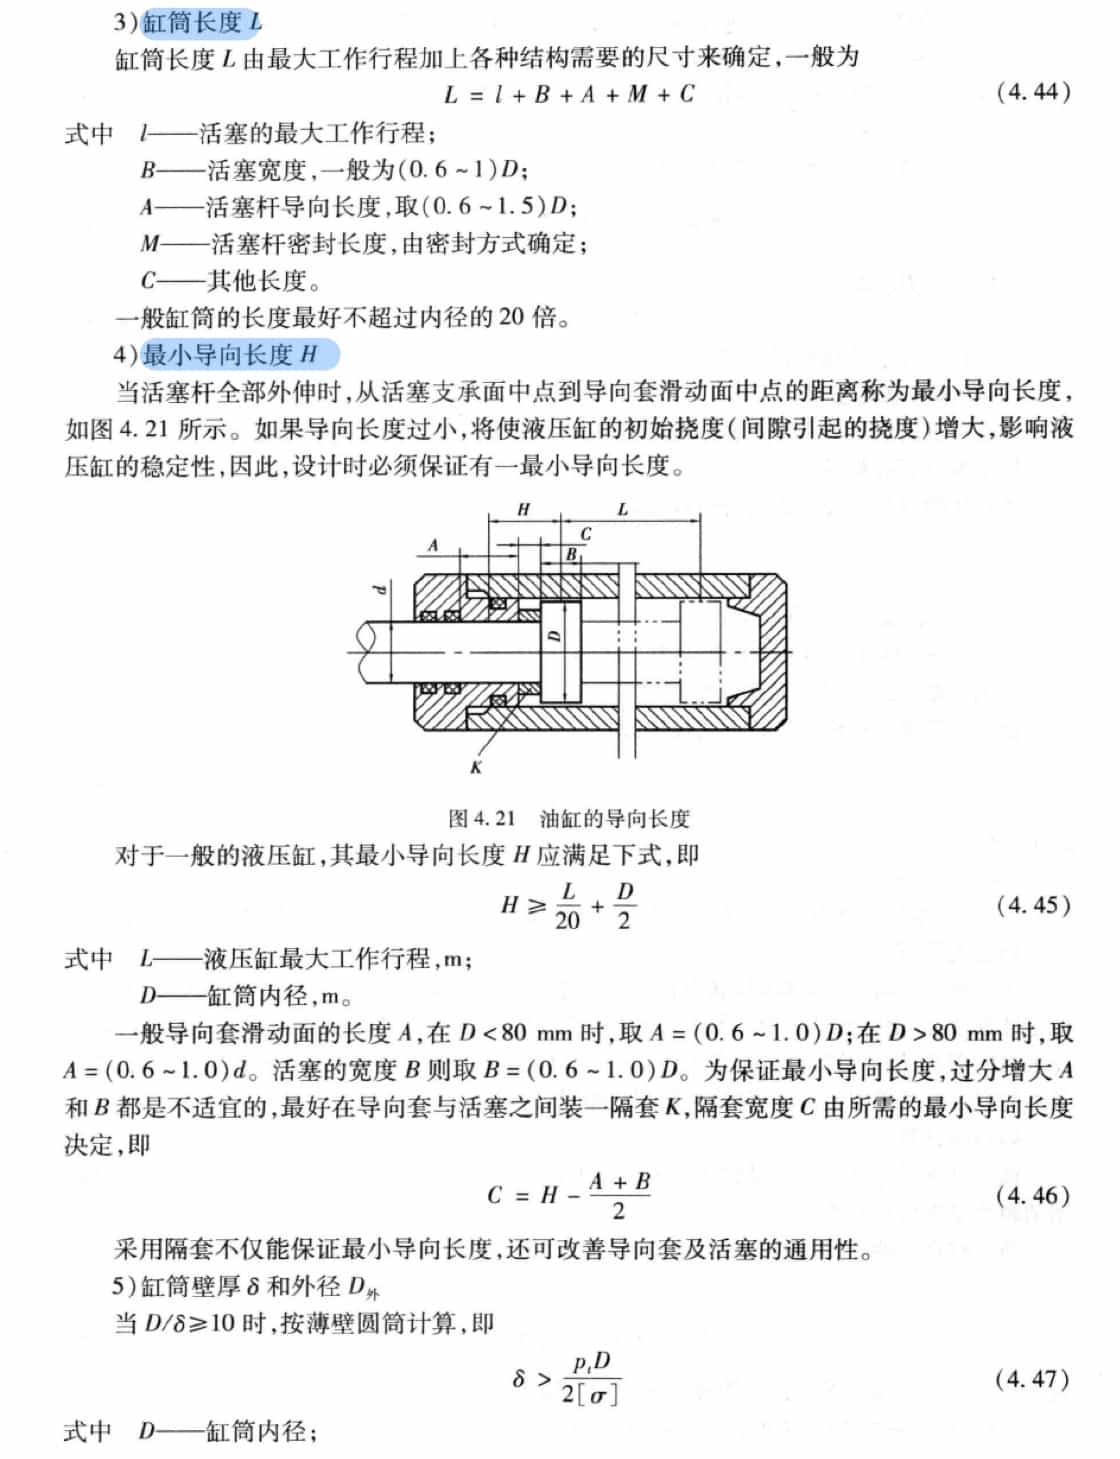 3)缸筒长度 L
缸筒长度 L 由最大工作行程加上各种结构需要的尺寸来确定,一般为
L = l + B + A + M + C (4.44)
式中 l——活塞的最大工作行程;
B——活塞宽度,一般为(0.6~1)D;
A——活塞杆导向长度,取(0.6~1.5)D;
M——活塞杆密封长度,由密封方式确定;
C——其他长度。
一般缸筒的长度最好不超过内径的 20 倍。
4)最小导向长度 H
当活塞杆全部外伸时,从活塞支承面中点到导向套滑动面中点的距离称为最小导向长度,
如图 4.21 所示。如果导向长度过小,将使液压缸的初始挠度(间隙引起的挠度)增大,影响液
压缸的稳定性,因此,设计时必须保证有一最小导向长度。
H L
A C
B
d
D
K
图 4.21 油缸的导向长度
对于一般的液压缸,其最小导向长度 H 应满足下式,即
H ≥ L/20 + D/2 (4.45)
式中 L——液压缸最大工作行程,m;
D——缸筒内径,m。
一般导向套滑动面的长度 A,在 D<80 mm 时,取 A=(0.6~1.0)D;在 D>80 mm 时,取
A=(0.6~1.0)d。活塞的宽度 B 则取 B=(0.6~1.0)D。为保证最小导向长度,过分增大 A
和 B 都是不适宜的,最好在导向套与活塞之间装一隔套 K,隔套宽度 C 由所需的最小导向长度
决定,即
C = H - (A + B)/2 (4.46)
采用隔套不仅能保证最小导向长度,还可改善导向套及活塞的通用性。
5)缸筒壁厚 δ 和外径 D外
当 D/δ≥10 时,按薄壁圆筒计算,即
δ > ptD/2[σ] (4.47)
式中 D——缸筒内径;